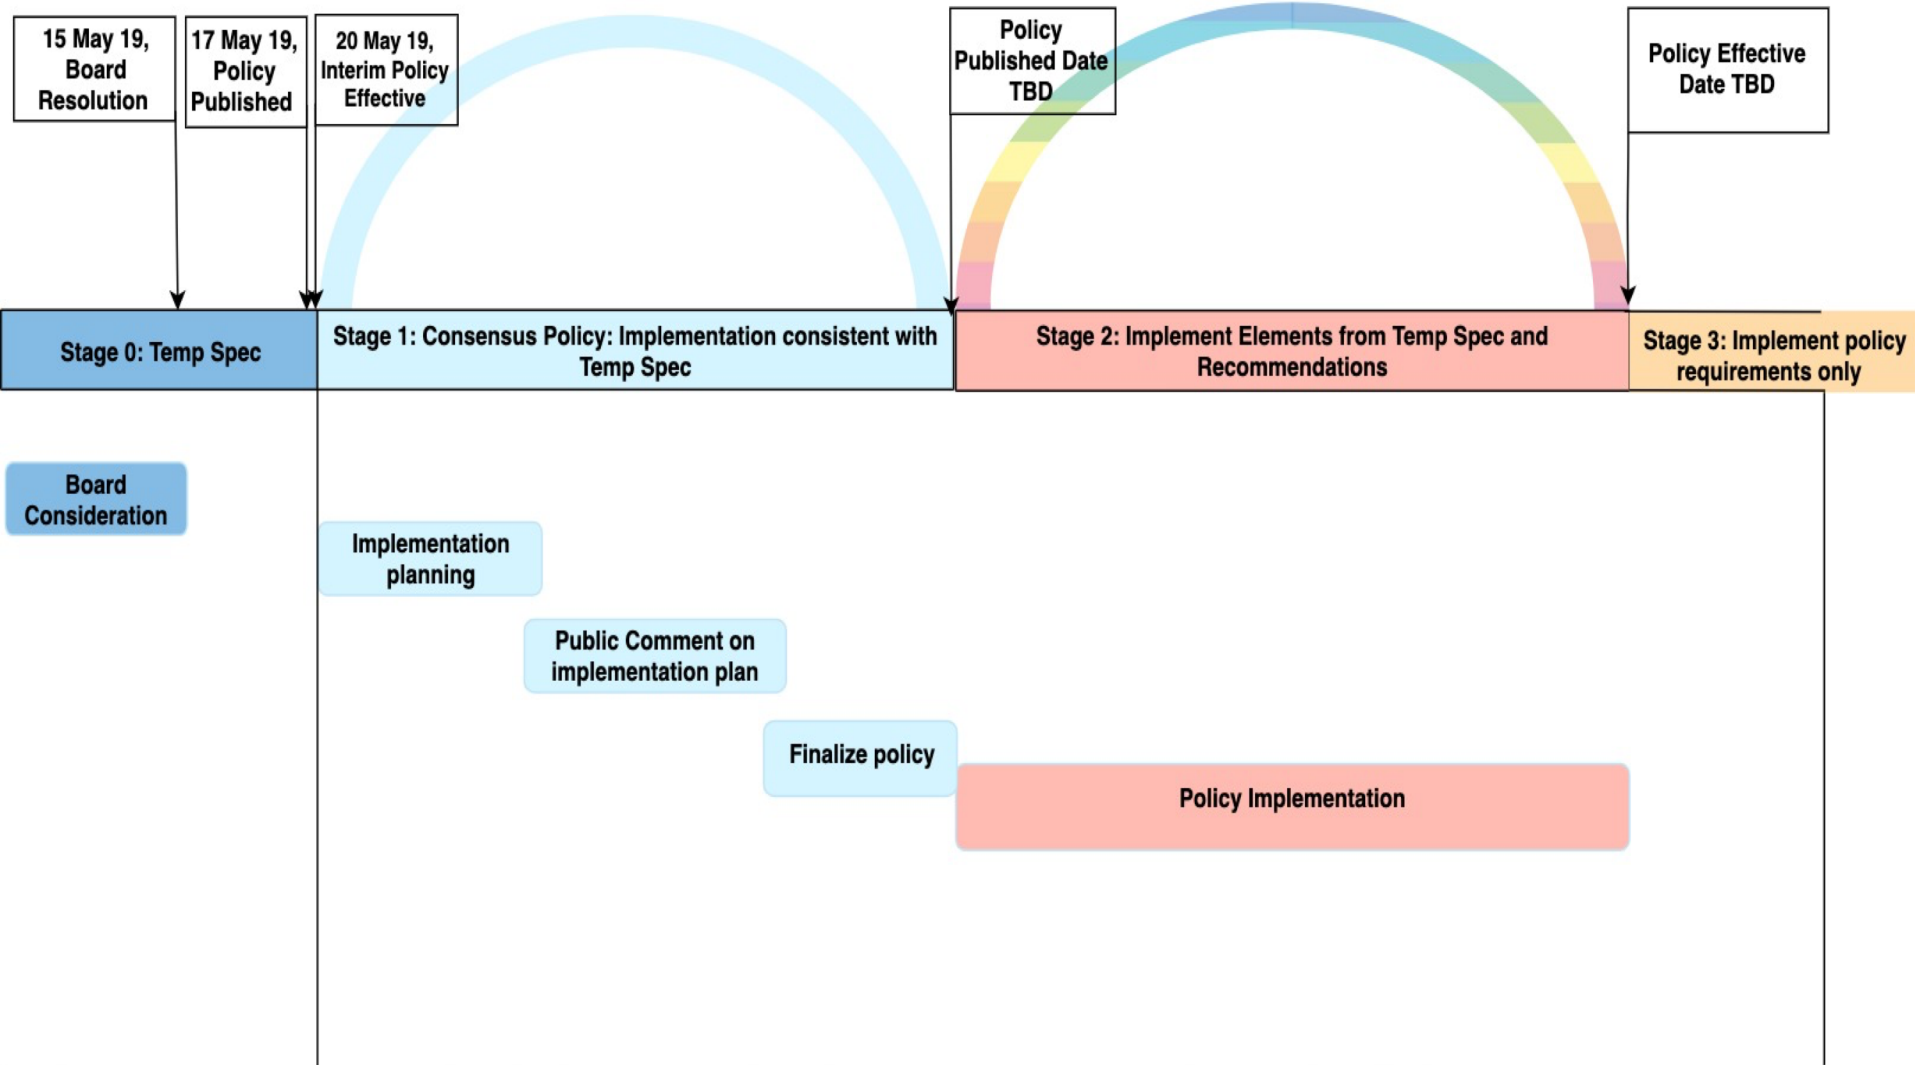 15 May 19,
Board
Resolution
17 May 19,
Policy
Published
20 May 19,
Interim Policy
Effective
Policy
Published Date
TBD
Policy Effective
Date TBD
Stage 0: Temp Spec
Stage 1: Consensus Policy: Implementation consistent with
Temp Spec
Stage 2: Implement Elements from Temp Spec and
Recommendations
Stage 3: Implement policy
requirements only
Board
Consideration
Implementation
planning
Public Comment on
implementation plan
Finalize policy
Policy Implementation